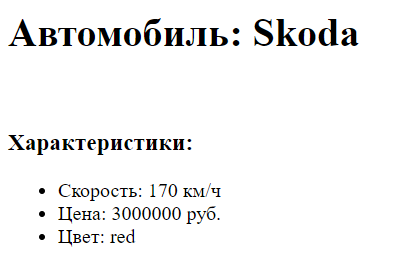 Автомобиль: Skoda
Характеристики:
Скорость: 170 км/ч
Цена: 3000000 руб.
Цвет: red